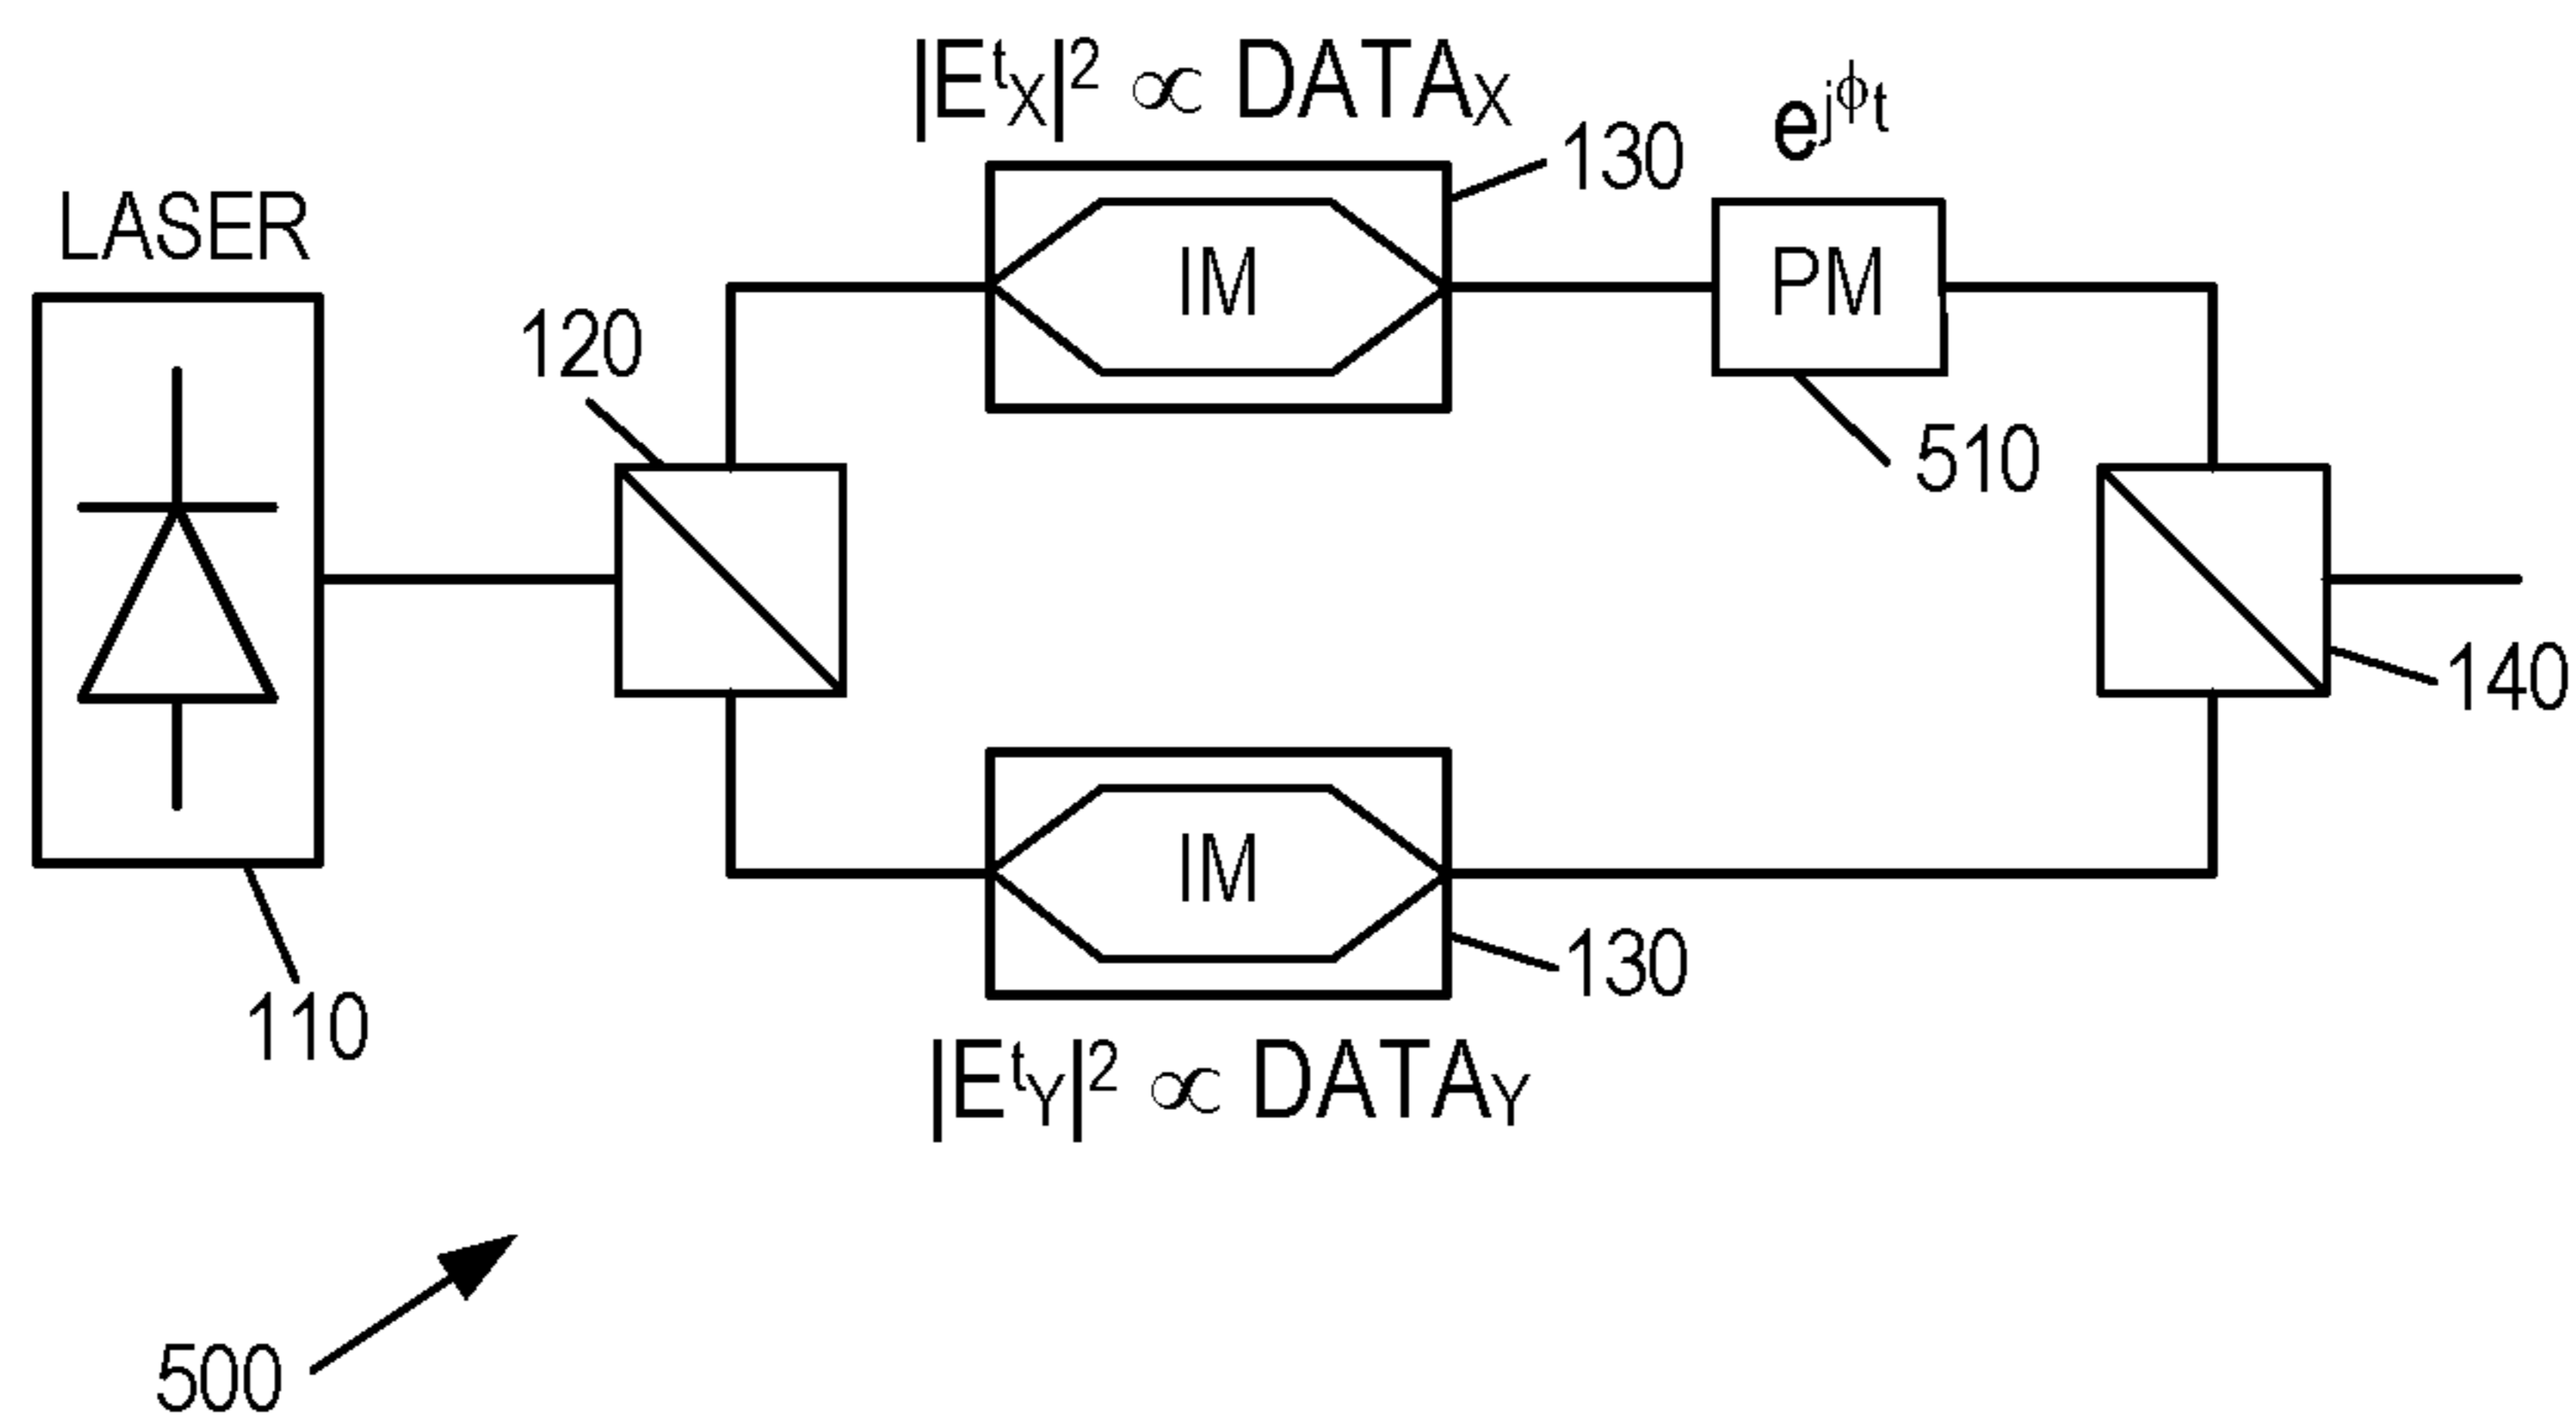 |E^t_X|^2 ∝ DATA_X
e^jϕt
130
LASER
IM
PM
120
510
140
IM
130
110
|E^t_Y|^2 ∝ DATA_Y
500